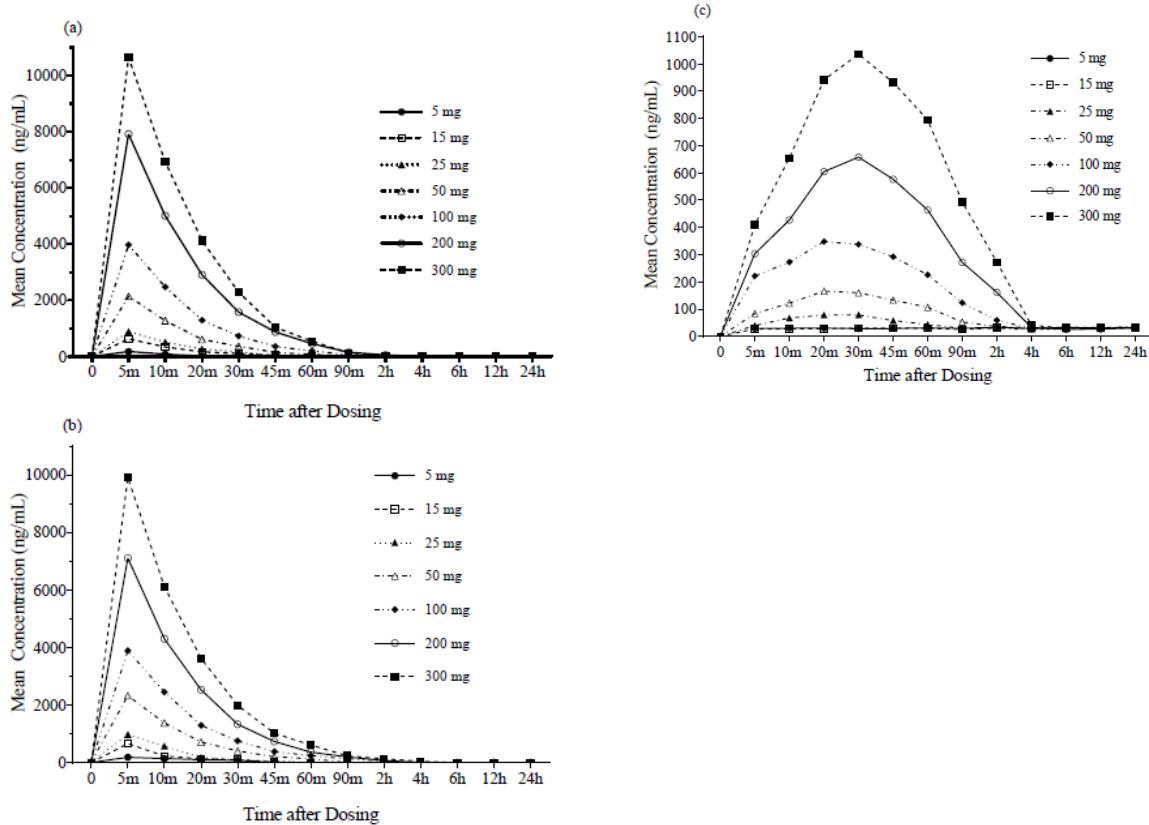 (a)
Mean Concentration (ng/mL)
10000
8000
6000
4000
2000
0
5 mg
15 mg
25 mg
50 mg
100 mg
200 mg
300 mg
0 5m 10m 20m 30m 45m 60m 90m 2h 4h 6h 12h 24h
Time after Dosing
(b)
Mean Concentration (ng/mL)
10000
8000
6000
4000
2000
0
5 mg
15 mg
25 mg
50 mg
100 mg
200 mg
300 mg
0 5m 10m 20m 30m 45m 60m 90m 2h 4h 6h 12h 24h
Time after Dosing
(c)
Mean Concentration (ng/mL)
1100
1000
900
800
700
600
500
400
300
200
100
0
5 mg
15 mg
25 mg
50 mg
100 mg
200 mg
300 mg
0 5m 10m 20m 30m 45m 60m 90m 2h 4h 6h 12h 24h
Time after Dosing